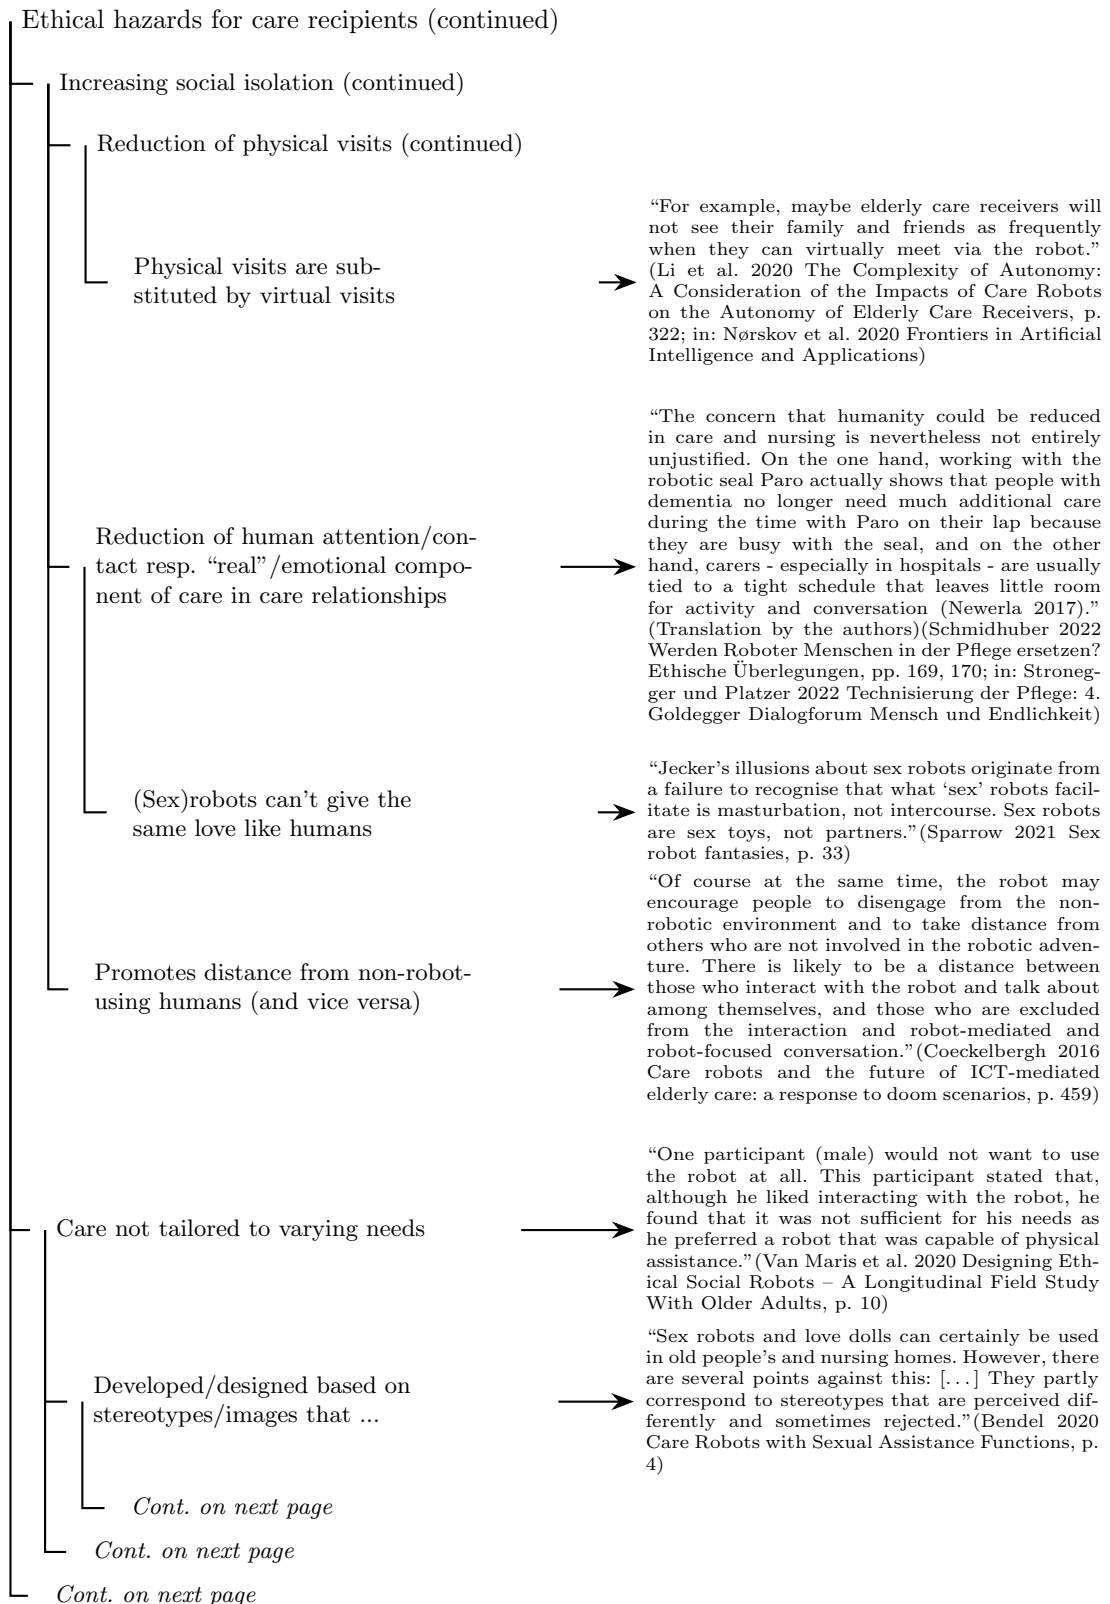 Ethical hazards for care recipients (continued)
Increasing social isolation (continued)
Reduction of physical visits (continued)
Physical visits are sub-
stituted by virtual visits
“For example, maybe elderly care receivers will
not see their family and friends as frequently
when they can virtually meet via the robot.”
(Li et al. 2020 The Complexity of Autonomy:
A Consideration of the Impacts of Care Robots
on the Autonomy of Elderly Care Receivers, p.
322; in: Nørskov et al. 2020 Frontiers in Artificial
Intelligence and Applications)
Reduction of human attention/con-
tact resp. “real”/emotional compo-
nent of care in care relationships
“The concern that humanity could be reduced
in care and nursing is nevertheless not entirely
unjustified. On the one hand, working with the
robotic seal Paro actually shows that people with
dementia no longer need much additional care
during the time with Paro on their lap because
they are busy with the seal, and on the other
hand, carers - especially in hospitals - are usually
tied to a tight schedule that leaves little room
for activity and conversation (Newerla 2017).”
(Translation by the authors)(Schmidhuber 2022
Werden Roboter Menschen in der Pflege ersetzen?
Ethische Überlegungen, pp. 169, 170; in: Stroneg-
ger und Platzer 2022 Technisierung der Pflege: 4.
Goldegger Dialogforum Mensch und Endlichkeit)
(Sex)robots can’t give the
same love like humans
“Jecker’s illusions about sex robots originate from
a failure to recognise that what ‘sex’ robots facil-
itate is masturbation, not intercourse. Sex robots
are sex toys, not partners.”(Sparrow 2021 Sex
robot fantasies, p. 33)
Promotes distance from non-robot-
using humans (and vice versa)
“Of course at the same time, the robot may
encourage people to disengage from the non-
robotic environment and to take distance from
others who are not involved in the robotic adven-
ture. There is likely to be a distance between
those who interact with the robot and talk about
among themselves, and those who are excluded
from the interaction and robot-mediated and
robot-focused conversation.”(Coeckelbergh 2016
Care robots and the future of ICT-mediated
elderly care: a response to doom scenarios, p. 459)
Care not tailored to varying needs
“One participant (male) would not want to use
the robot at all. This participant stated that,
although he liked interacting with the robot, he
found that it was not sufficient for his needs as
he preferred a robot that was capable of physical
assistance.”(Van Maris et al. 2020 Designing Eth-
ical Social Robots – A Longitudinal Field Study
With Older Adults, p. 10)
Developed/designed based on
stereotypes/images that ...
“Sex robots and love dolls can certainly be used
in old people’s and nursing homes. However, there
are several points against this: [...] They partly
correspond to stereotypes that are perceived dif-
ferently and sometimes rejected.”(Bendel 2020
Care Robots with Sexual Assistance Functions, p.
4)
Cont. on next page
Cont. on next page
Cont. on next page